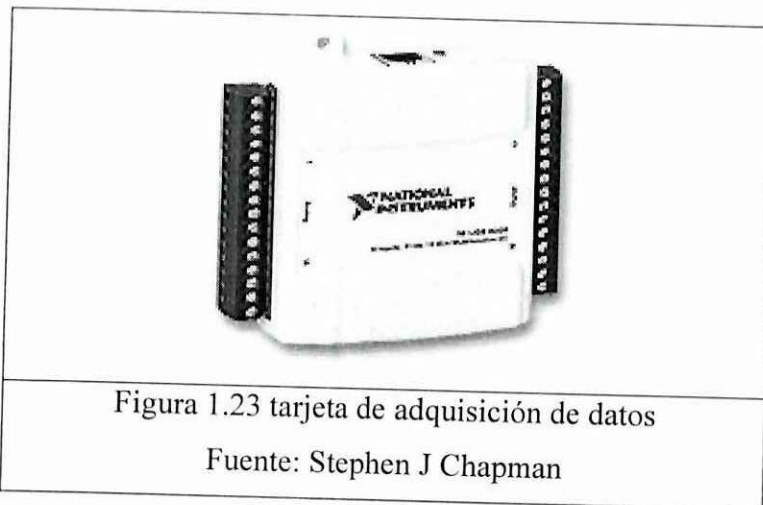 NATIONAL
INSTRUMENTS
Figura 1.23 tarjeta de adquisición de datos
Fuente: Stephen J Chapman